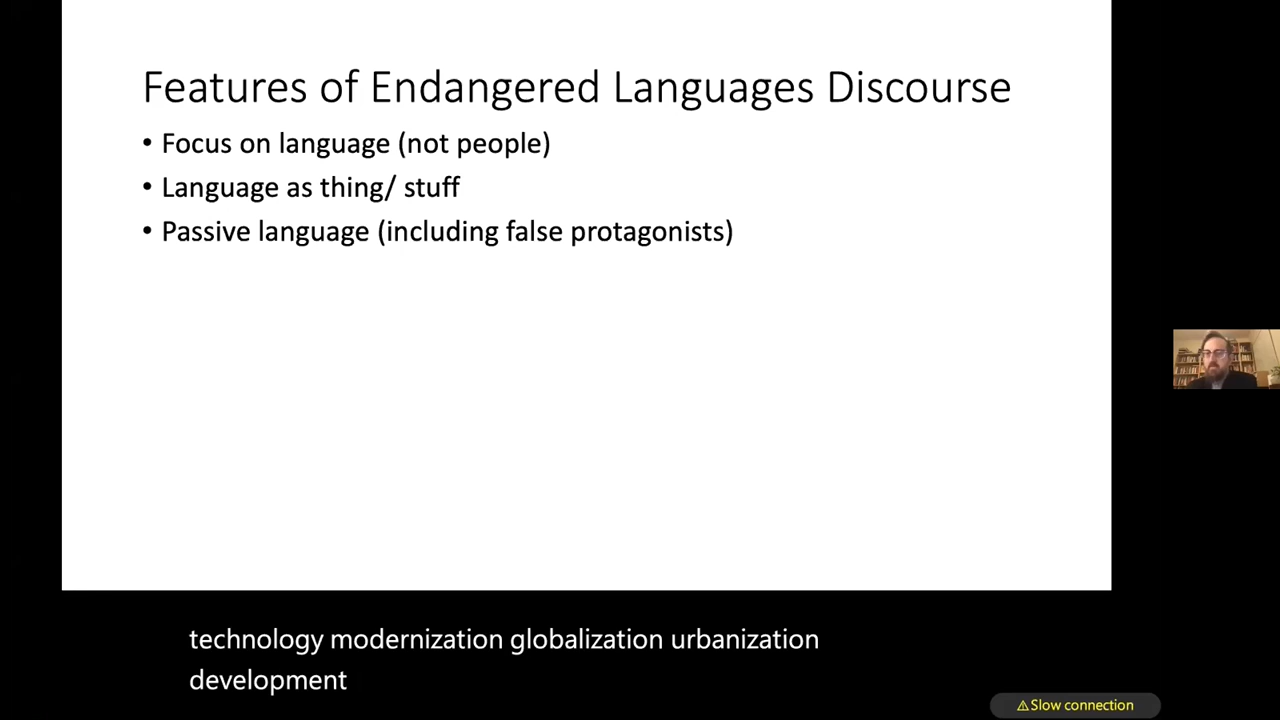 Features of Endangered Languages Discourse
• Focus on language (not people)
• Language as thing/ stuff
• Passive language (including false protagonists)
technology modernization globalization urbanization
development
⚠Slow connection